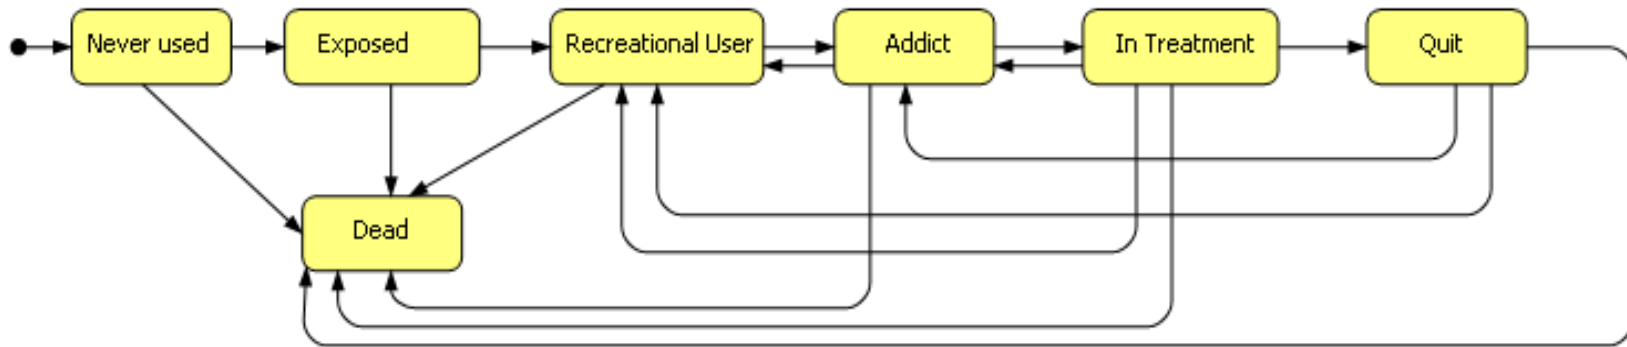 Never used
Exposed
Recreational User
Addict
In Treatment
Quit
Dead